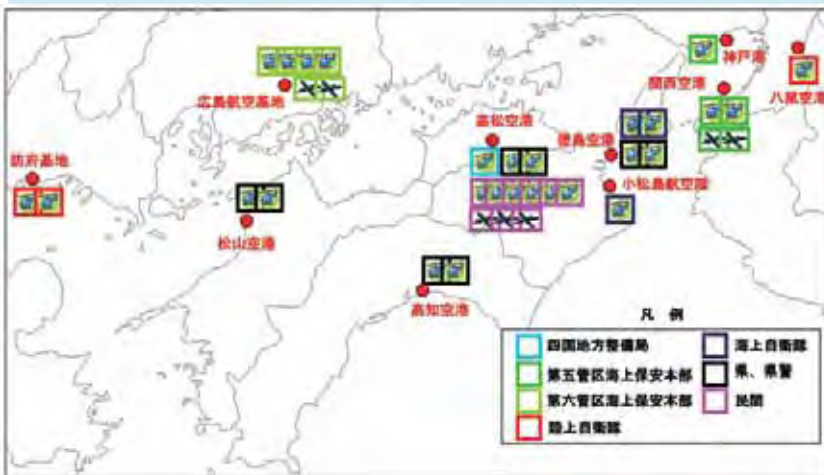 神戸港
関西空港
八尾空港
広島航空基地
高松空港
徳島空港
防府基地
小松島航空隊
松山空港
高知空港
凡 例
四国地方整備局
海上自衛隊
第五管区海上保安本部
県、県警
第六管区海上保安本部
民間
陸上自衛隊